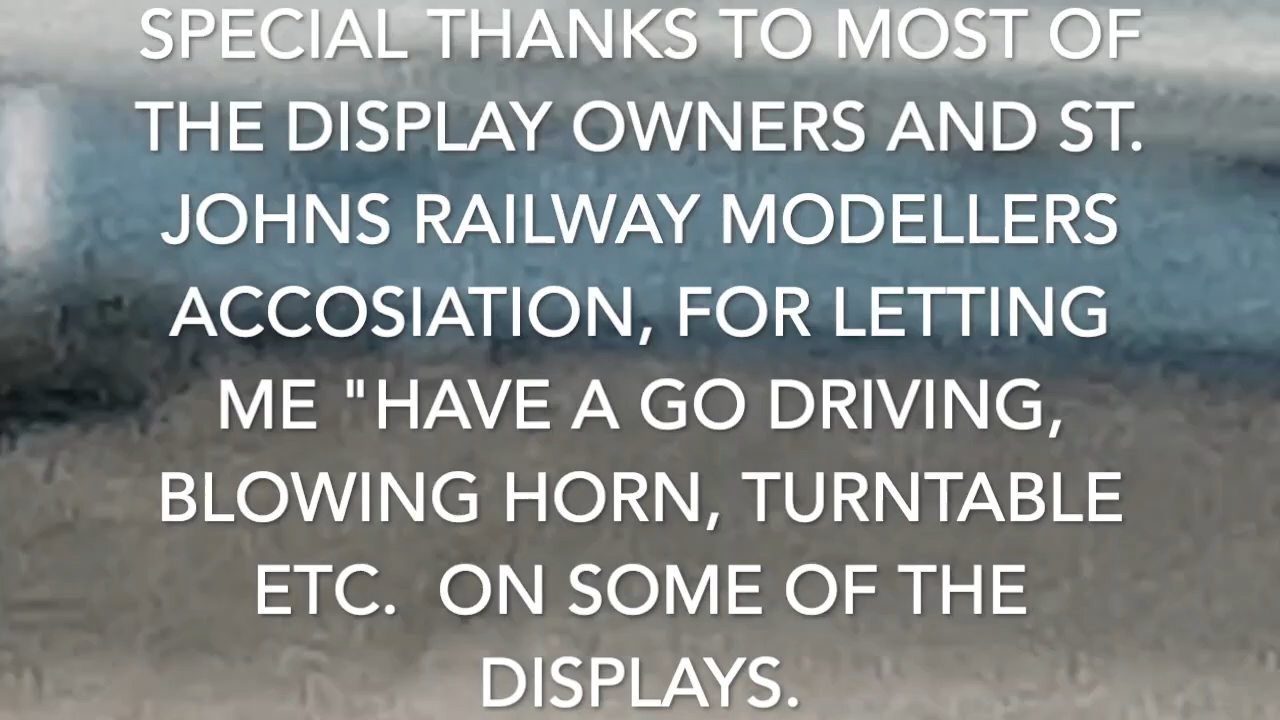 SPECIAL THANKS TO MOST OF
THE DISPLAY OWNERS AND ST.
JOHNS RAILWAY MODELLERS
ACCOSIATION, FOR LETTING
ME "HAVE A GO DRIVING,
BLOWING HORN, TURNTABLE
ETC.  ON SOME OF THE
DISPLAYS.